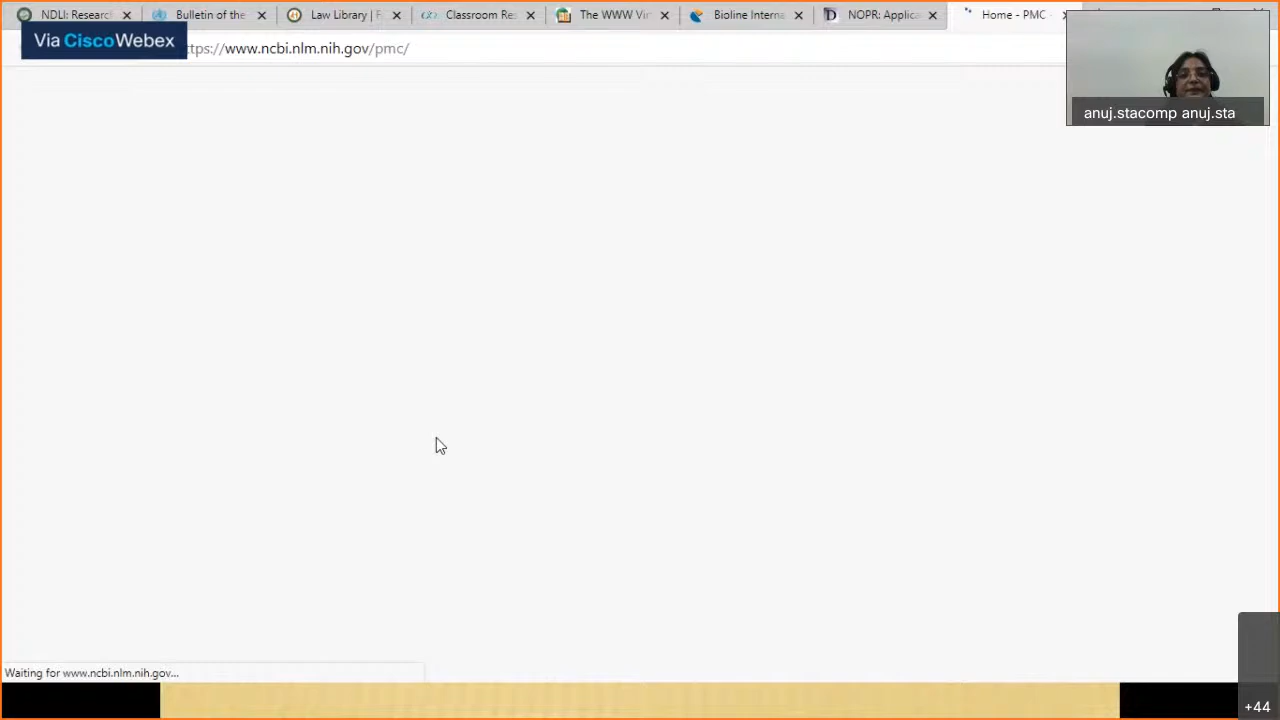 NDLI: Research
Bulletin of the
Law Library | F
Classroom Re
The WWW Vir
Bioline Interna
NOPR: Applica
Home - PMC
Via CiscoWebex
ttps://www.ncbi.nlm.nih.gov/pmc/
anuj.stacomp anuj.sta
Waiting for www.ncbi.nlm.nih.gov...
+44